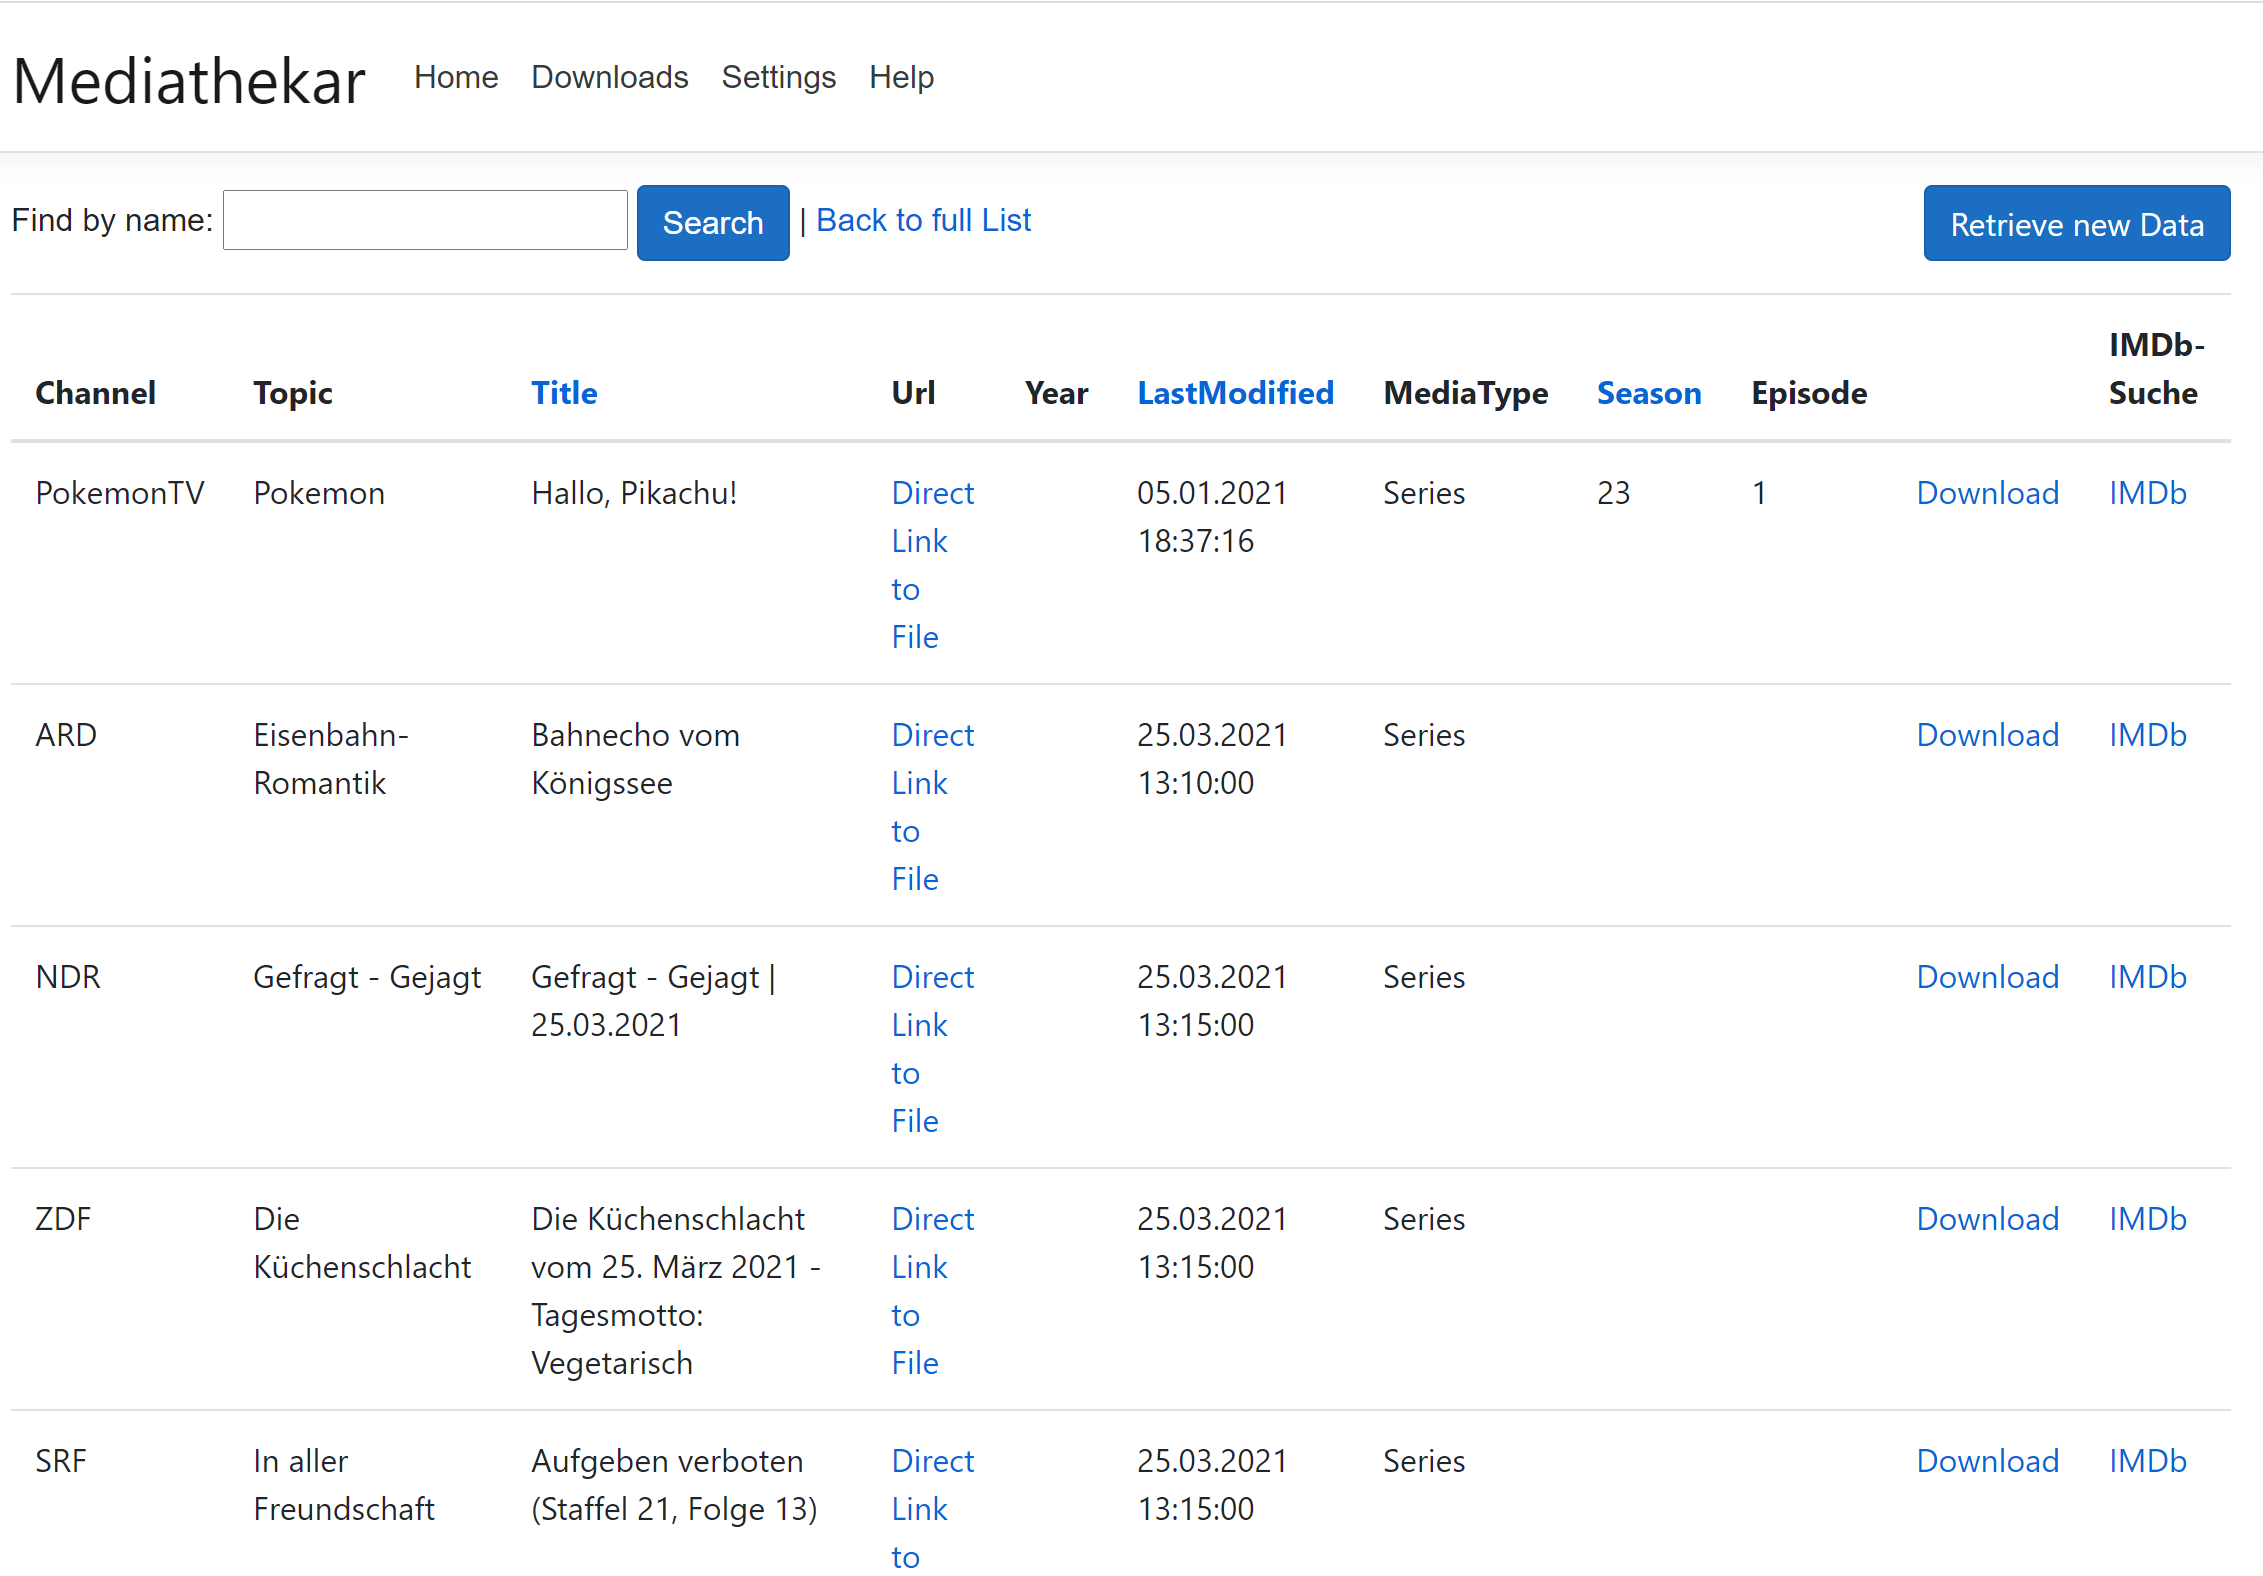 Mediathekar Home Downloads Settings Help
Find by name: Search | Back to full List Retrieve new Data
IMDb-
Channel Topic Title Url Year LastModified MediaType Season Episode Suche
PokemonTV Pokemon Hallo, Pikachu! Direct 05.01.2021 Series 23 1 Download IMDb
Link 18:37:16
to
File
ARD Eisenbahn- Bahnecho vom Direct 25.03.2021 Series Download IMDb
Romantik Königssee Link 13:10:00
to
File
NDR Gefragt - Gejagt Gefragt - Gejagt | Direct 25.03.2021 Series Download IMDb
25.03.2021 Link 13:15:00
to
File
ZDF Die Die Küchenschlacht Direct 25.03.2021 Series Download IMDb
Küchenschlacht vom 25. März 2021 - Link 13:15:00
Tagesmotto: to
Vegetarisch File
SRF In aller Aufgeben verboten Direct 25.03.2021 Series Download IMDb
Freundschaft (Staffel 21, Folge 13) Link 13:15:00
to